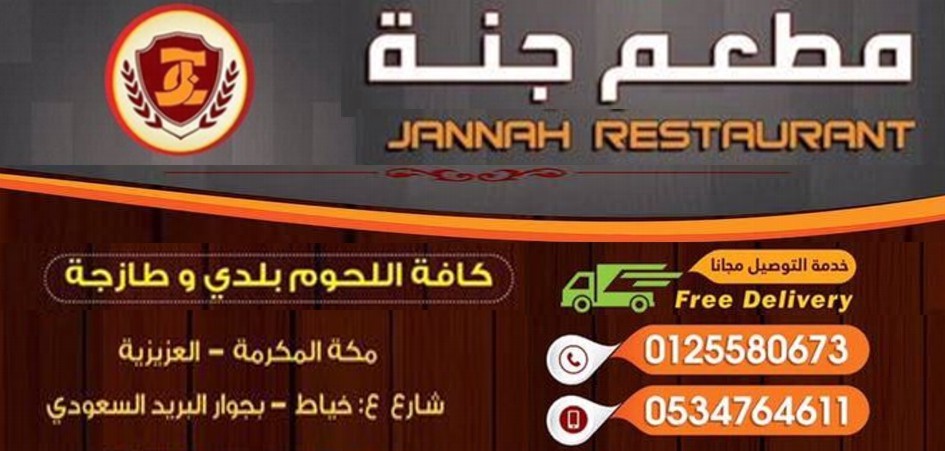 مطعم جنة
JANNAH RESTAURANT
كافة اللحوم بلدي و طازجة
خدمة التوصيل مجانا
Free Delivery
مكة المكرمة - العزيزية
0125580673
شارع ع: خياط - بجوار البريد السعودي
0534764611